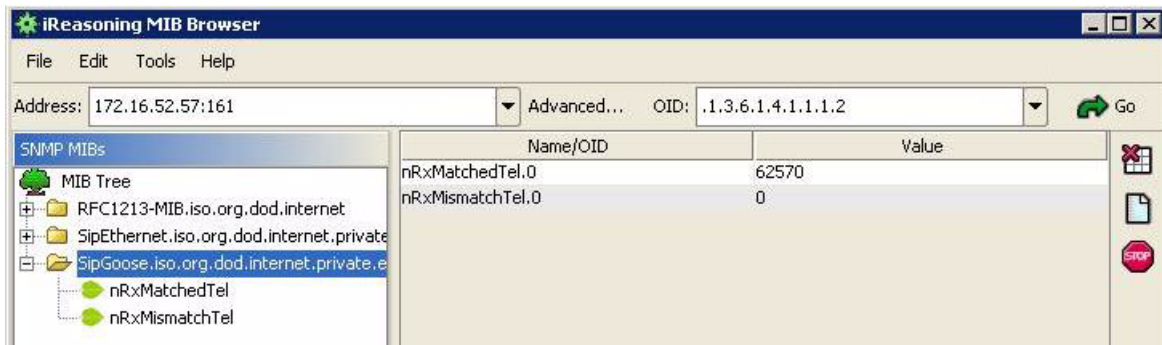 iReasoning MIB Browser
File Edit Tools Help
Address: 172.16.52.57:161 Advanced... OID: .1.3.6.1.4.1.1.1.2 Go
SNMP MIBs
MIB Tree
RFC1213-MIB.iso.org.dod.internet
SipEthernet.iso.org.dod.internet.private
SipGoose.iso.org.dod.internet.private.e
nRxMatchedTel
nRxMismatchTel
Name/OID Value
nRxMatchedTel.0 62570
nRxMismatchTel.0 0
STOP